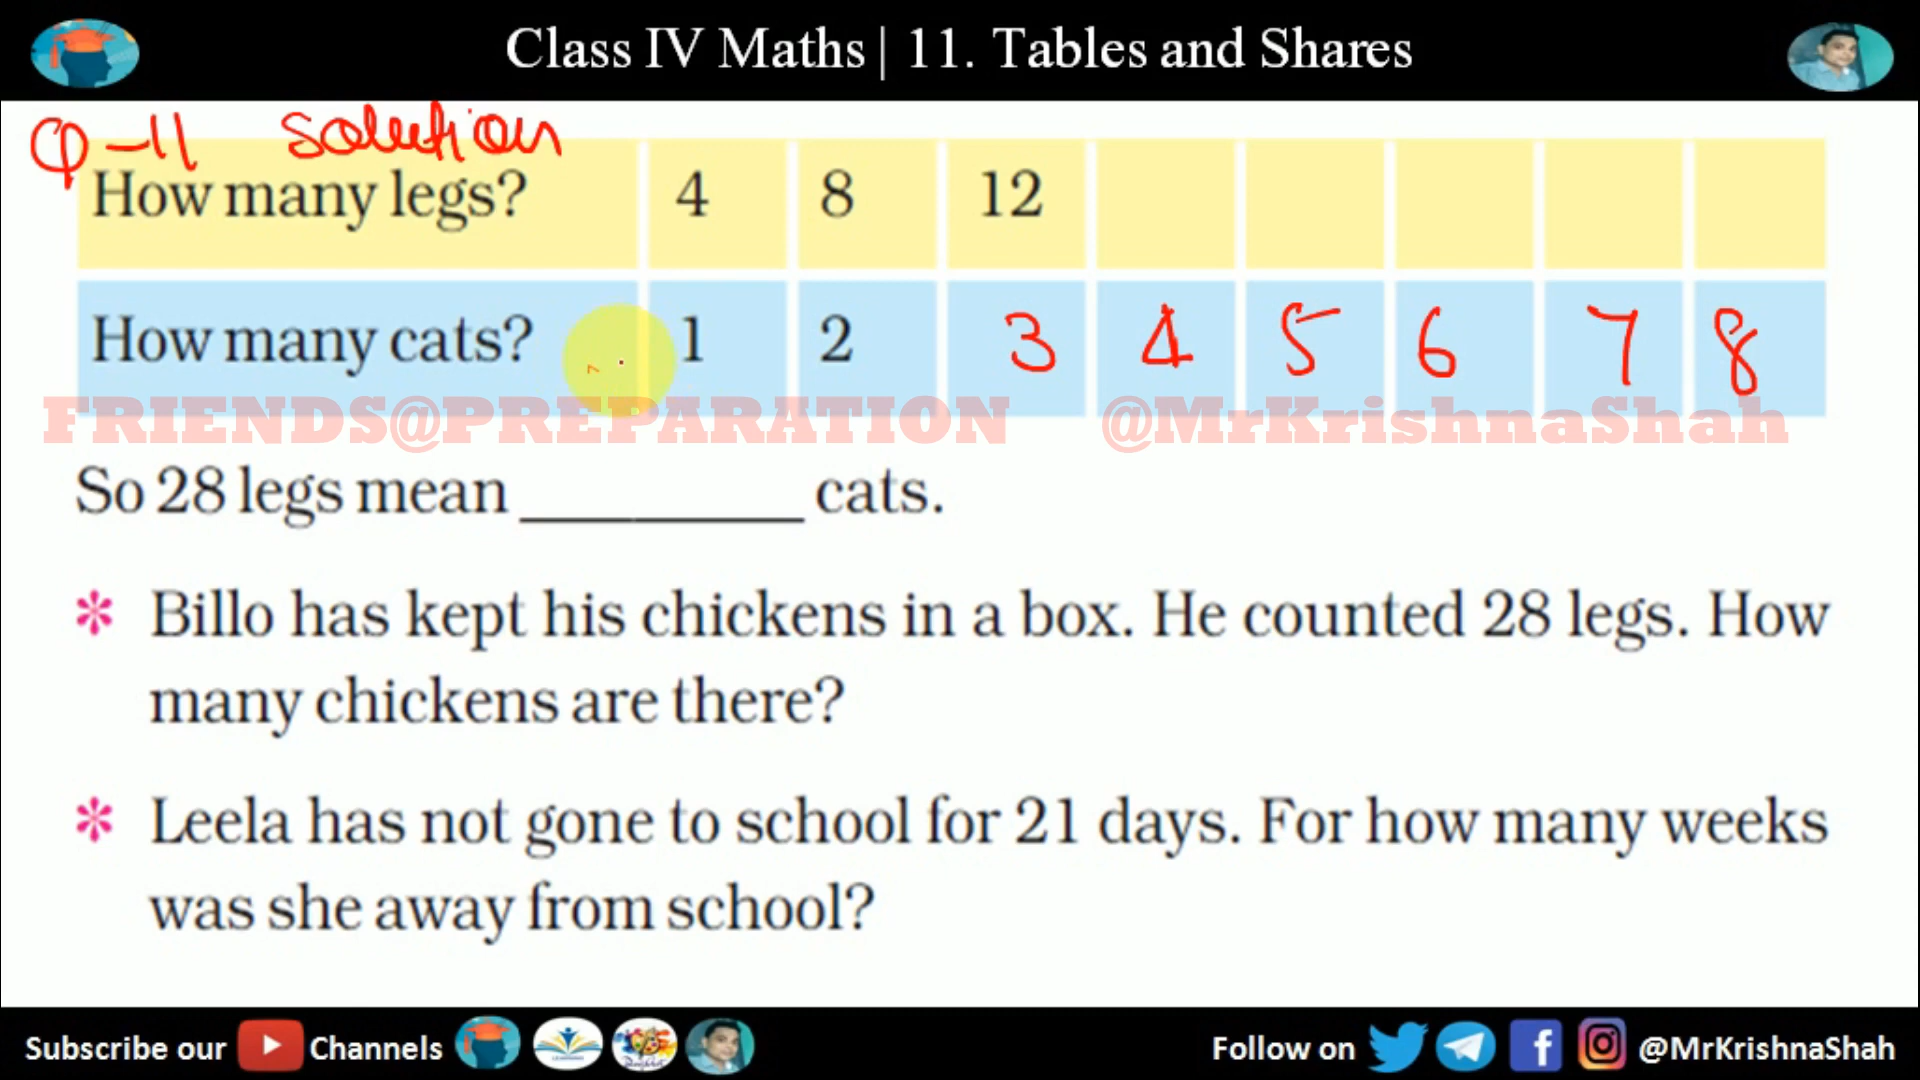 Class IV Maths | 11. Tables and Shares
Q-11 Solution
How many legs? 4 8 12
How many cats? 1 2 3 4 5 6 7 8
FRIENDS@PREPARATION @MrKrishnaShah
So 28 legs mean __________ cats.
* Billo has kept his chickens in a box. He counted 28 legs. How
many chickens are there?
* Leela has not gone to school for 21 days. For how many weeks
was she away from school?
Subscribe our Channels Follow on @MrKrishnaShah